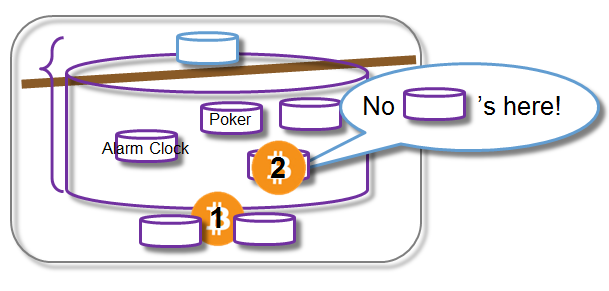 No 's here!
Poker
Alarm Clock
2
1